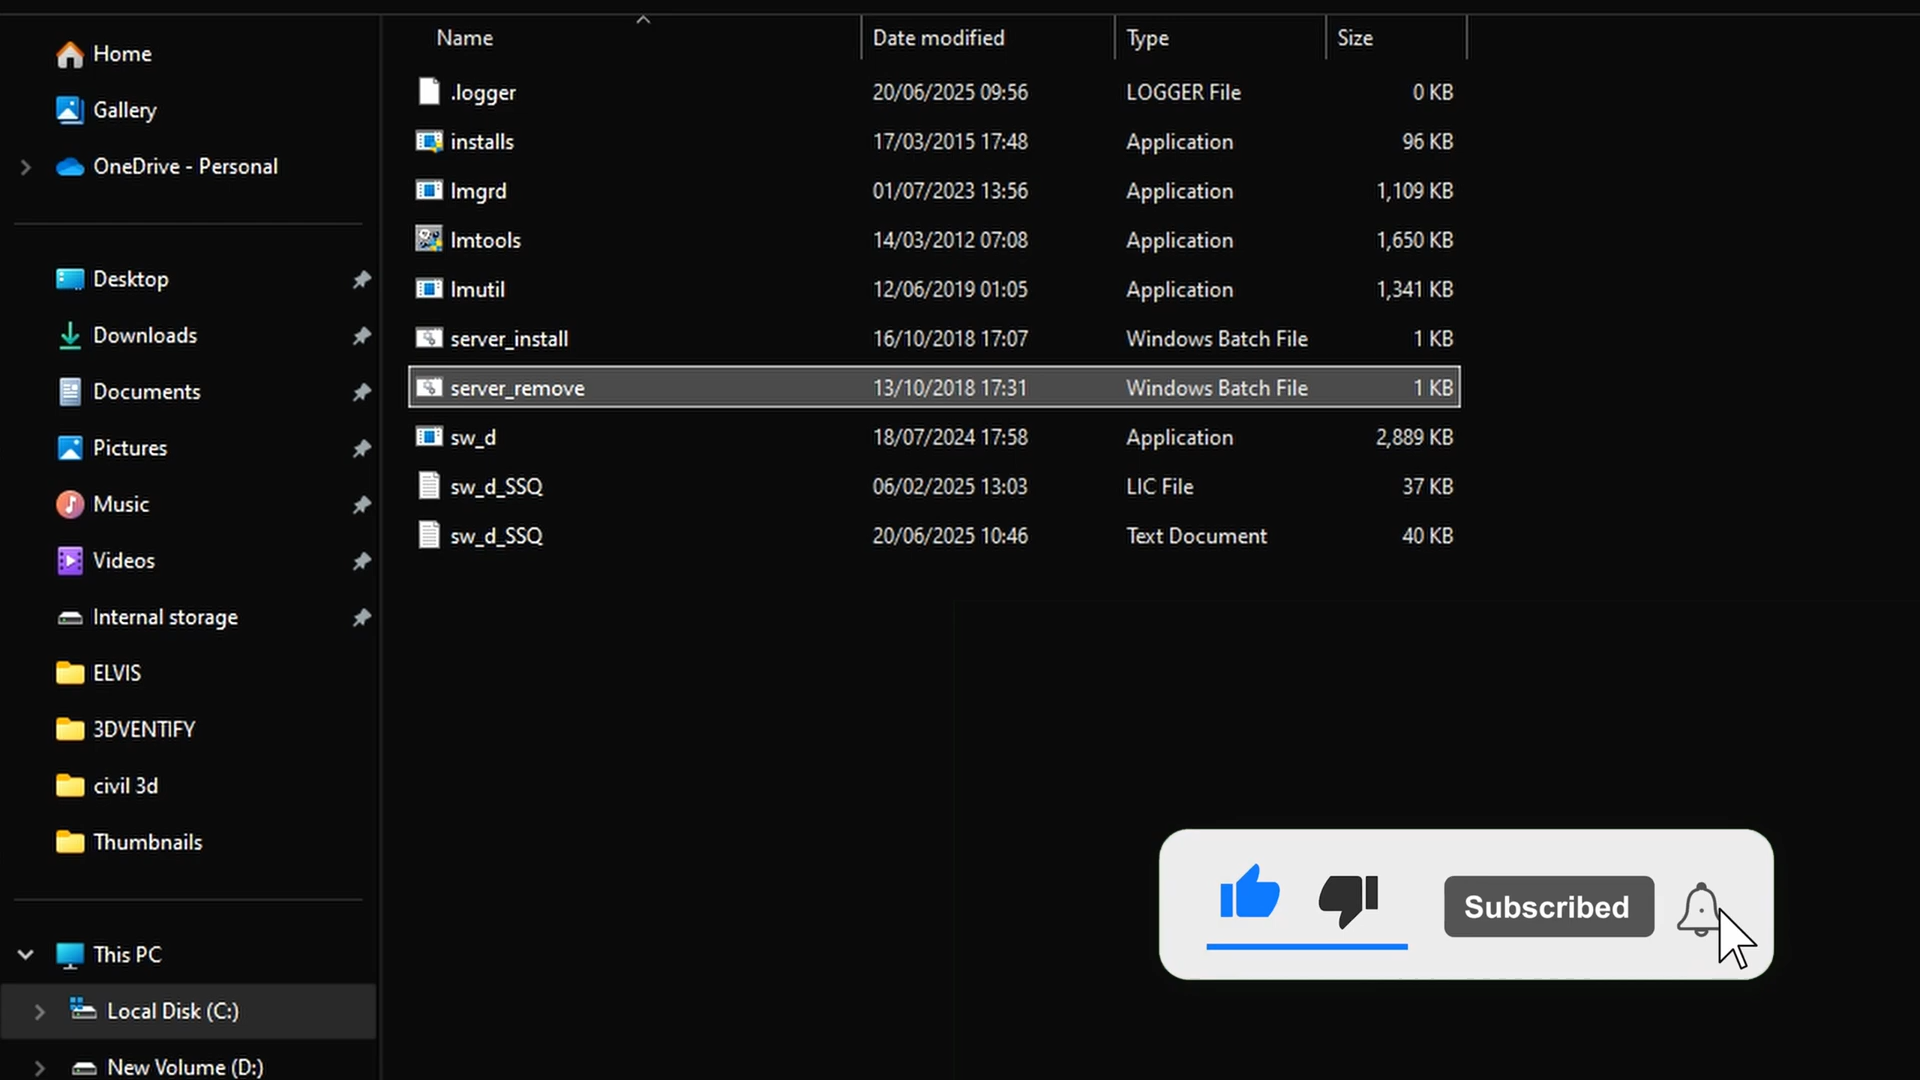 Home
Gallery
OneDrive - Personal
Desktop
Downloads
Documents
Pictures
Music
Videos
Internal storage
ELVIS
3DVENTIFY
civil 3d
Thumbnails
This PC
Local Disk (C:)
New Volume (D:)
Name Date modified Type Size
.logger 20/06/2025 09:56 LOGGER File 0 KB
installs 17/03/2015 17:48 Application 96 KB
lmgrd 01/07/2023 13:56 Application 1,109 KB
lmtools 14/03/2012 07:08 Application 1,650 KB
lmutil 12/06/2019 01:05 Application 1,341 KB
server_install 16/10/2018 17:07 Windows Batch File 1 KB
server_remove 13/10/2018 17:31 Windows Batch File 1 KB
sw_d 18/07/2024 17:58 Application 2,889 KB
sw_d_SSQ 06/02/2025 13:03 LIC File 37 KB
sw_d_SSQ 20/06/2025 10:46 Text Document 40 KB
Subscribed